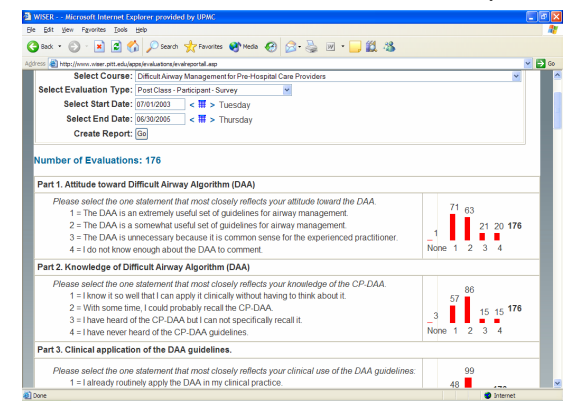 WISER - - Microsoft Internet Explorer provided by UPMC
File Edit View Favorites Tools Help
Back Search Favorites Media
Address http://www.wiser.pitt.edu/apps/evaluations/evalreportall.asp Go
Select Course: Difficult Airway Management for Pre-Hospital Care Providers
Select Evaluation Type: Post Class - Participant - Survey
Select Start Date: 07/01/2003 < > Tuesday
Select End Date: 06/30/2005 < > Thursday
Create Report: Go
Number of Evaluations: 176
Part 1. Attitude toward Difficult Airway Algorithm (DAA)
Please select the one statement that most closely reflects your attitude toward the DAA.
1 = The DAA is an extremely useful set of guidelines for airway management.
2 = The DAA is a somewhat useful set of guidelines for airway management.
3 = The DAA is unnecessary because it is common sense for the experienced practitioner.
4 = I do not know enough about the DAA to comment.
1 71 63 21 20 176
None 1 2 3 4
Part 2. Knowledge of Difficult Airway Algorithm (DAA)
Please select the one statement that most closely reflects your knowledge of the CP-DAA.
1 = I know it so well that I can apply it clinically without having to think about it.
2 = With some time, I could probably recall the CP-DAA.
3 = I have heard of the CP-DAA but I can not specifically recall it.
4 = I have never heard of the CP-DAA guidelines.
3 57 86 15 15 176
None 1 2 3 4
Part 3. Clinical application of the DAA guidelines.
Please select the one statement that most closely reflects your clinical use of the DAA guidelines:
1 = I already routinely apply the DAA in my clinical practice.
48 99
Done Internet